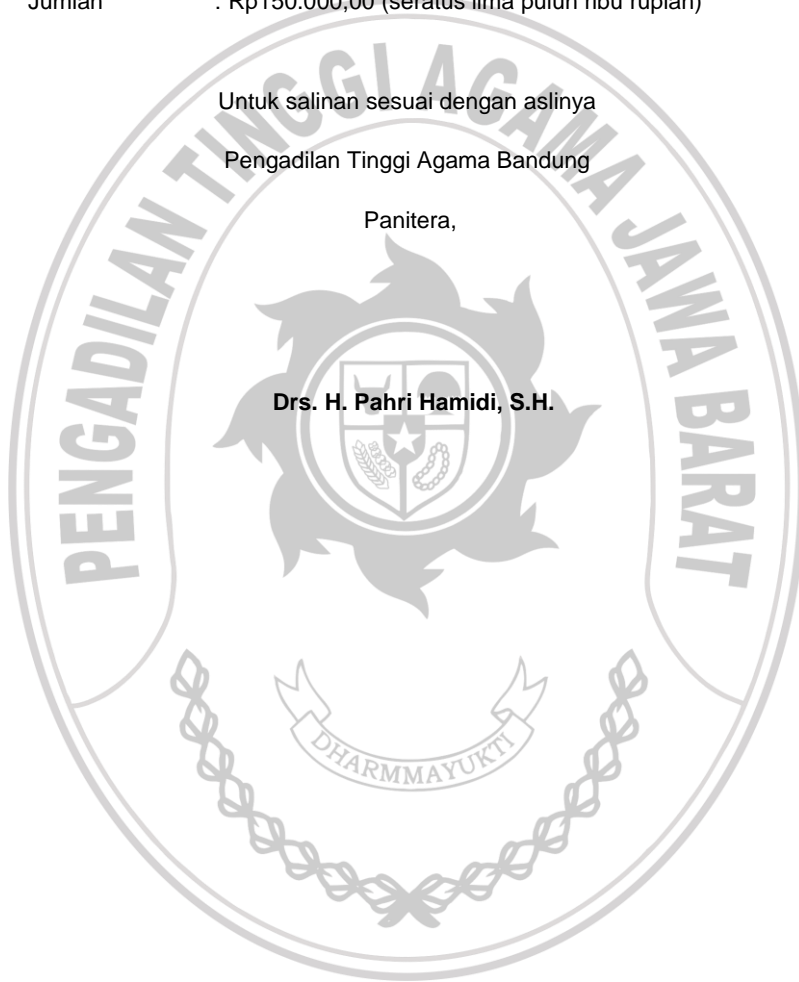 Jumlah : Rp150.000,00 (seratus lima puluh ribu rupiah)
Untuk salinan sesuai dengan aslinya
Pengadilan Tinggi Agama Bandung
Panitera,
Drs. H. Pahri Hamidi, S.H.
PENGADILAN TINGGI AGAMA JAWA BARAT
DHARMMAYUKTI